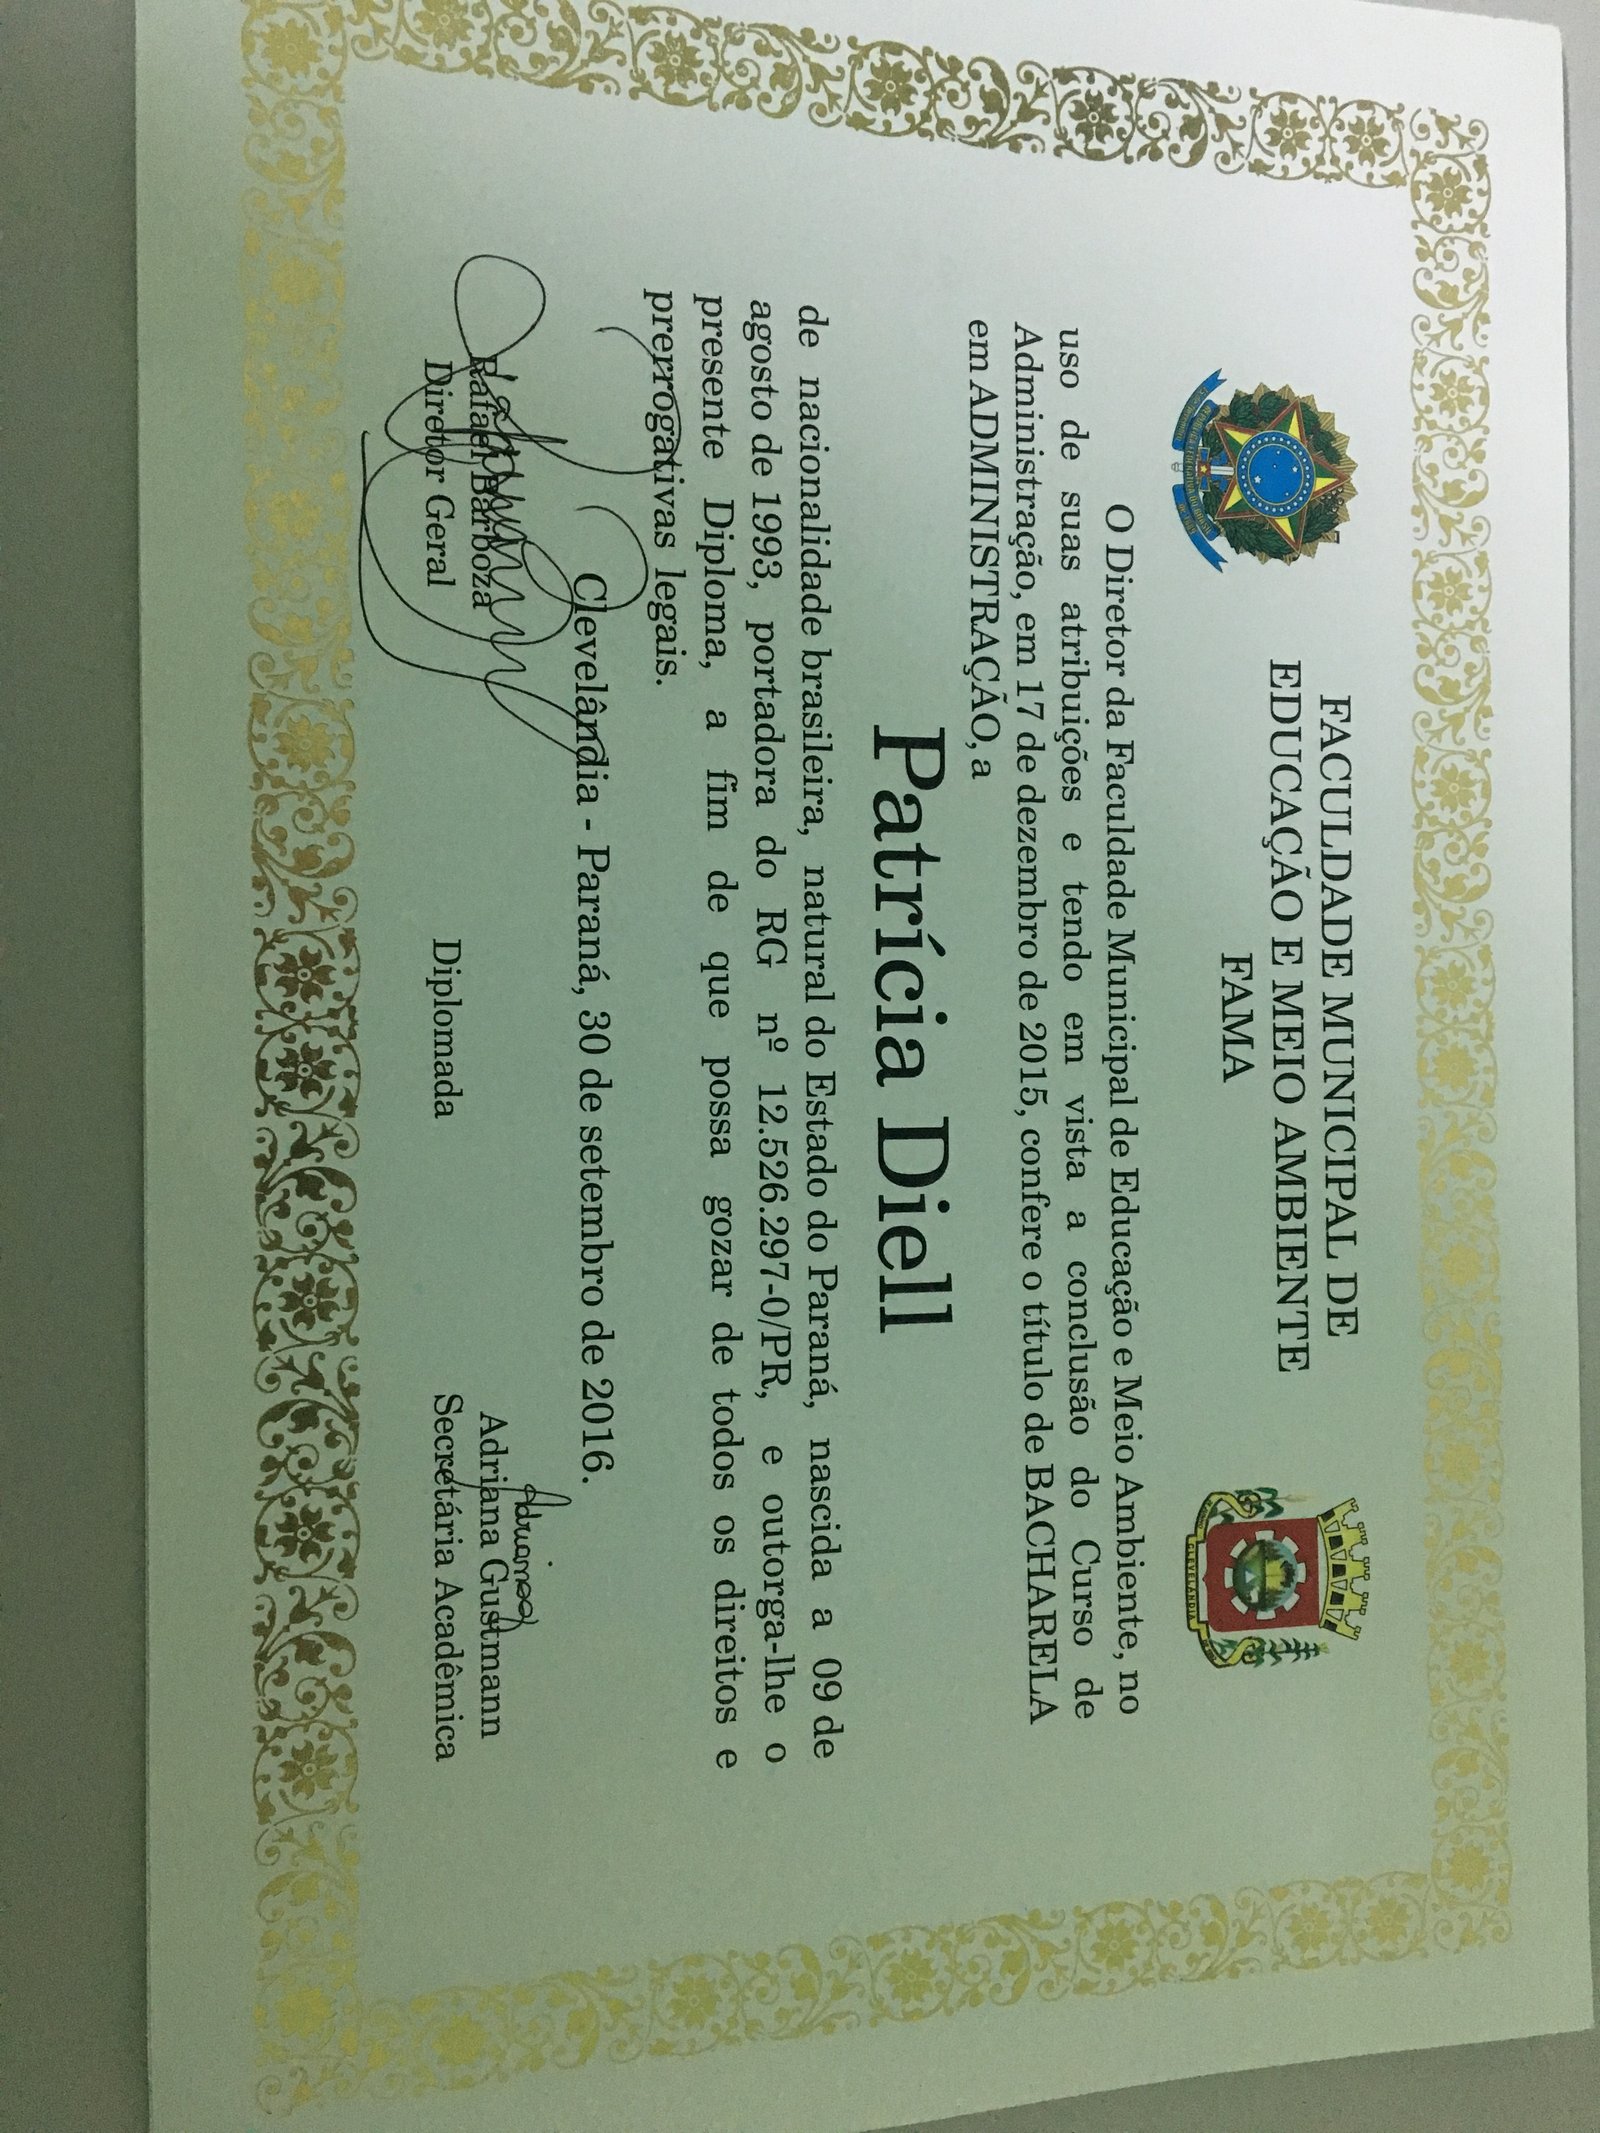 FACULDADE MUNICIPAL DE
EDUCAÇÃO E MEIO AMBIENTE
FAMA
CLEVELANDIA
O Diretor da Faculdade Municipal de Educação e Meio Ambiente, no
uso de suas atribuições e tendo em vista a conclusão do Curso de
Administração, em 17 de dezembro de 2015, confere o título de BACHARELA
em ADMINISTRAÇÃO, a
Patrícia Diell
de nacionalidade brasileira, natural do Estado do Paraná, nascida a 09 de
agosto de 1993, portadora do RG nº 12.526.297-0/PR, e outorga-lhe o
presente Diploma, a fim de que possa gozar de todos os direitos e
prerrogativas legais.
Clevelândia - Paraná, 30 de setembro de 2016.
Rafael Barboza
Diretor Geral
Diplomada
Adriana Gustmann
Secretária Acadêmica